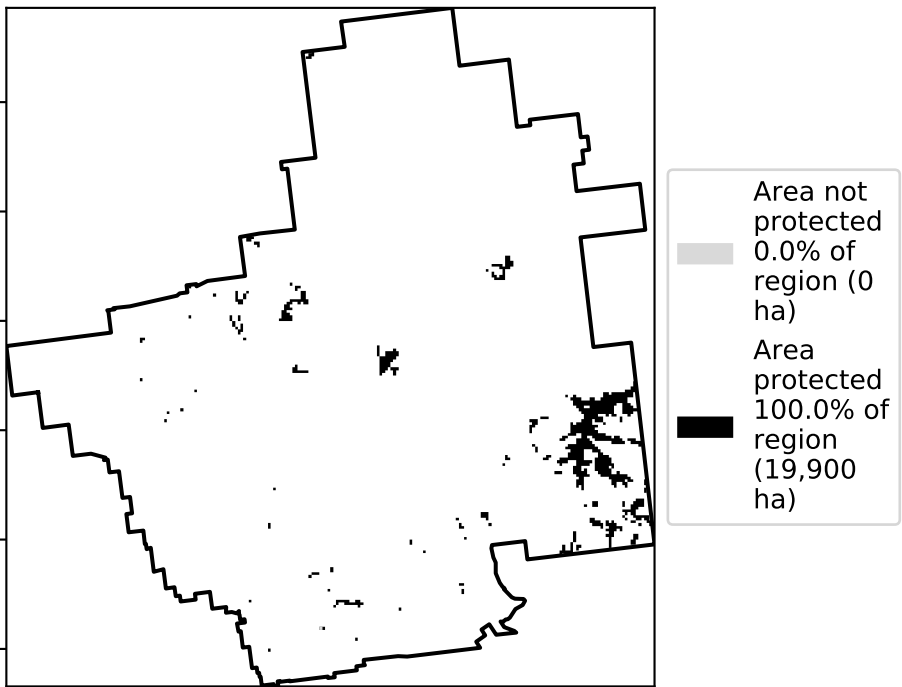 Area not
protected
0.0% of
region (0
ha)
Area
protected
100.0% of
region
(19,900
ha)